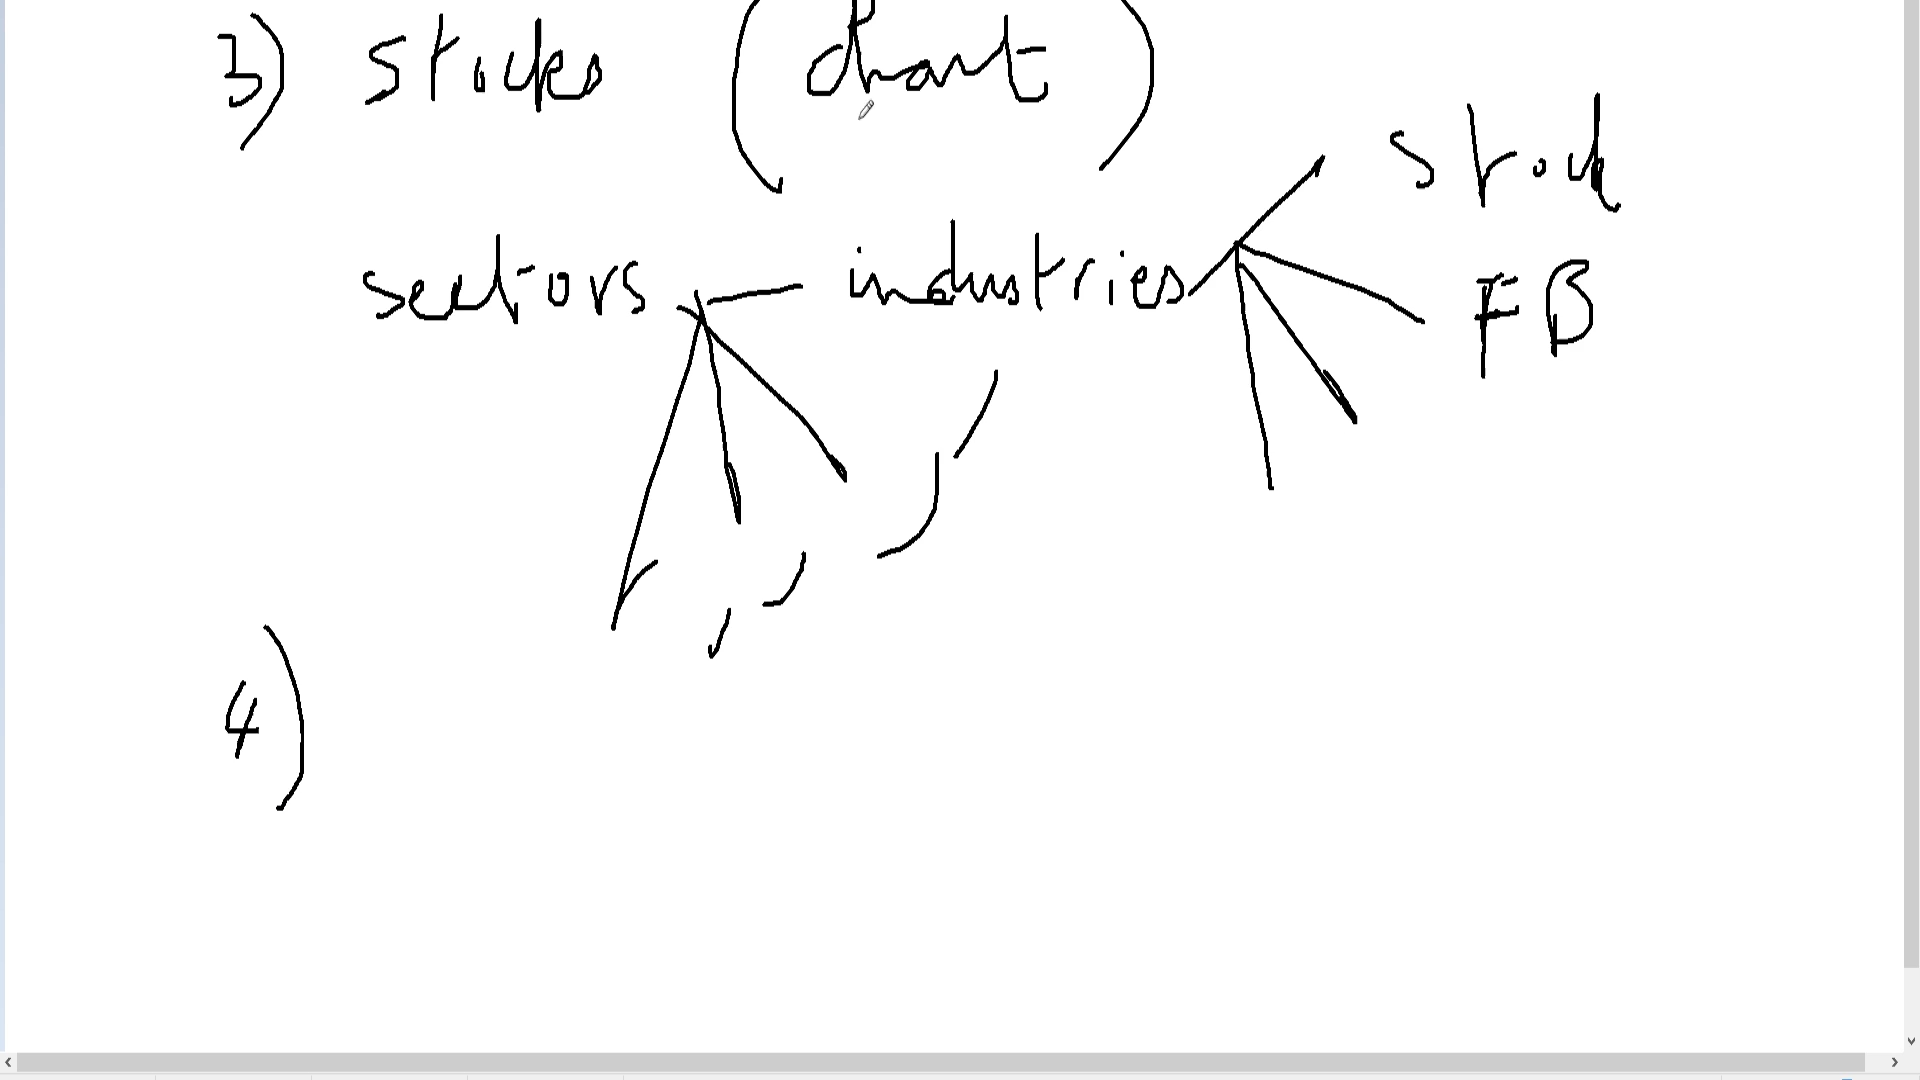 3) stocks (chart)
stock
sectors industries
FB
4)